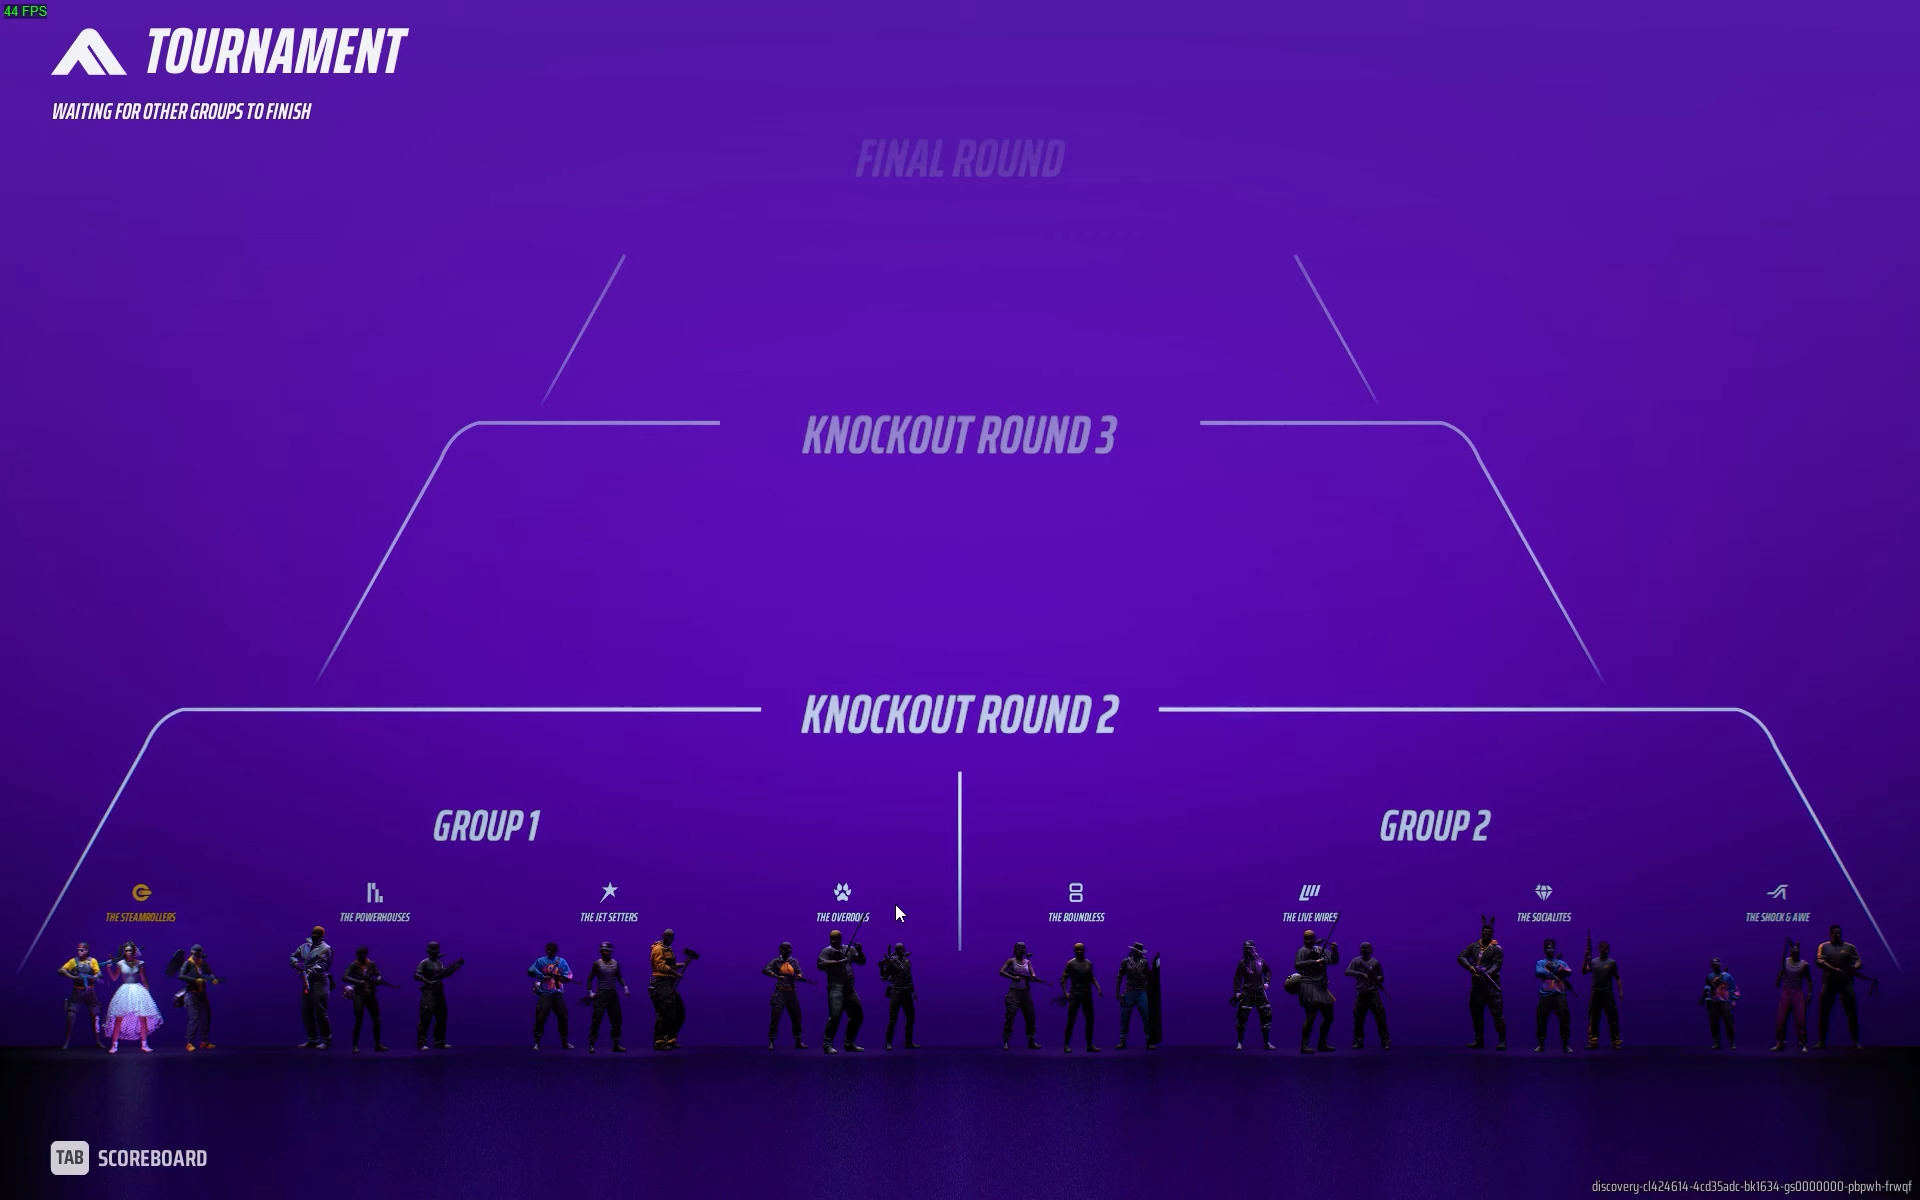 44 FPS
TOURNAMENT
WAITING FOR OTHER GROUPS TO FINISH
FINAL ROUND
KNOCKOUT ROUND 3
KNOCKOUT ROUND 2
GROUP 1
GROUP 2
THE STEAMROLLERS
THE POWERHOUSES
THE JET SETTERS
THE OVERDOGS
THE BOUNDLESS
THE LIVE WIRES
THE SOCIALITES
THE SHOCK & AWE
TAB SCOREBOARD
discovery-cl424614-4cd35adc-bk1634-gs0000000-pbpwh-frwqf